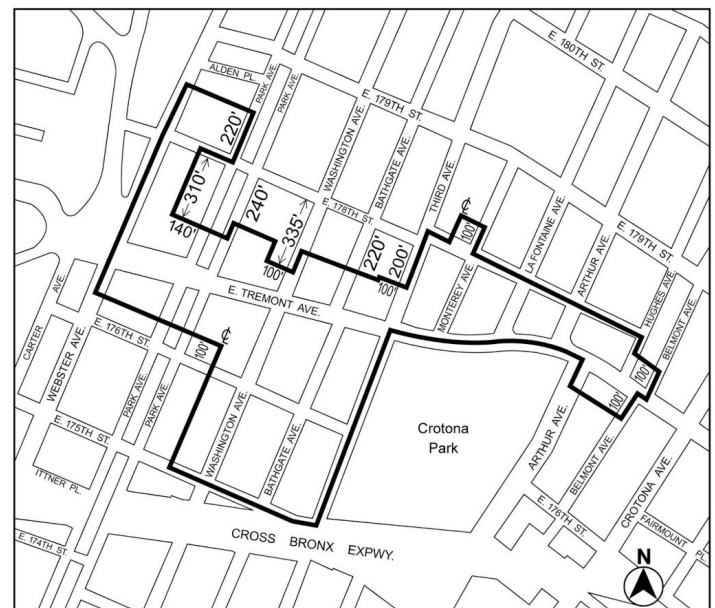 E. 180TH ST.
ALDEN PL.
PARK AVE.
PARK AVE.
E. 179TH ST.
220'
WASHINGTON AVE.
BATHGATE AVE.
THIRD AVE.
310'
240'
E. 178TH ST.
℄
100'
LA FONTAINE AVE.
ARTHUR AVE.
E. 179TH ST.
140'
335'
220'
200'
100'
100'
HUGHES AVE.
BELMONT AVE.
E. TREMONT AVE.
MONTEREY AVE.
CARTER AVE.
WEBSTER AVE.
E. 176TH ST.
100'
℄
100'
100'
PARK AVE.
PARK AVE.
E. 175TH ST.
WASHINGTON AVE.
BATHGATE AVE.
Crotona
Park
ARTHUR AVE.
BELMONT AVE.
CROTONA AVE.
ITTNER PL.
E. 176TH ST.
FAIRMOUNT PL.
E. 174TH ST.
CROSS BRONX EXPWY.
N